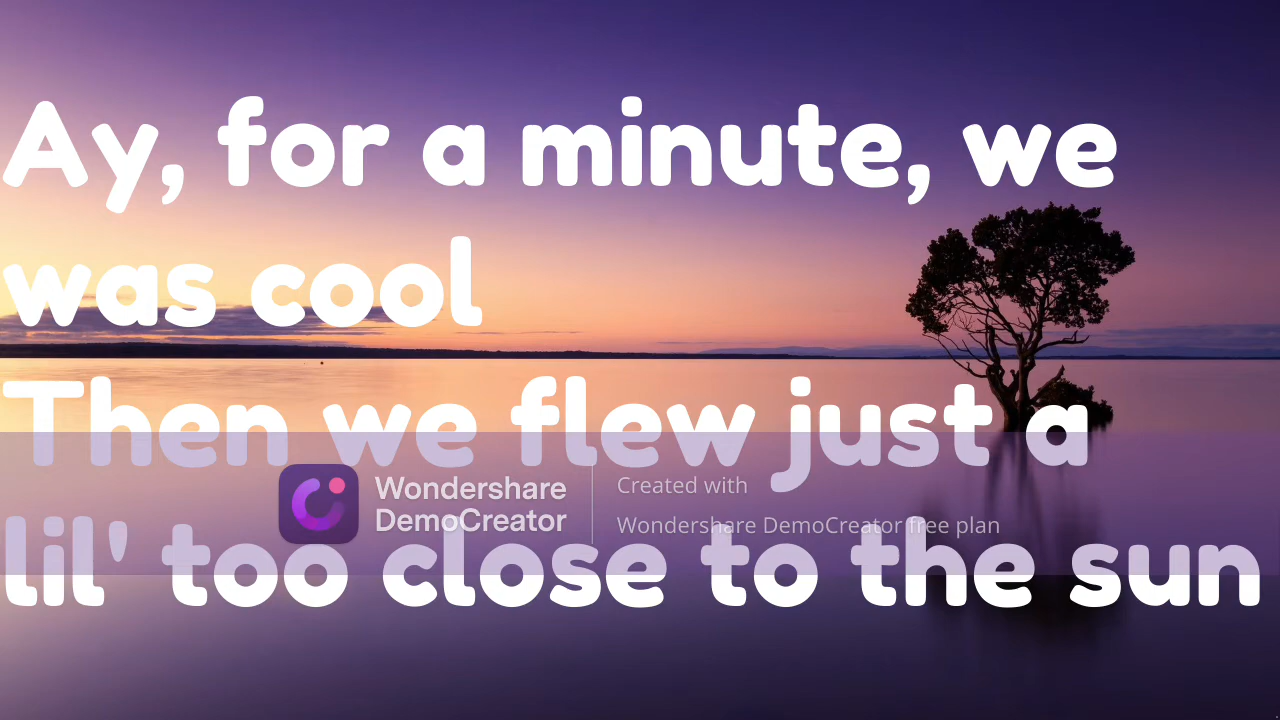 Ay, for a minute, we
was cool
Then we flew just a
lil' too close to the sun
Wondershare
DemoCreator
Created with
Wondershare DemoCreator free plan